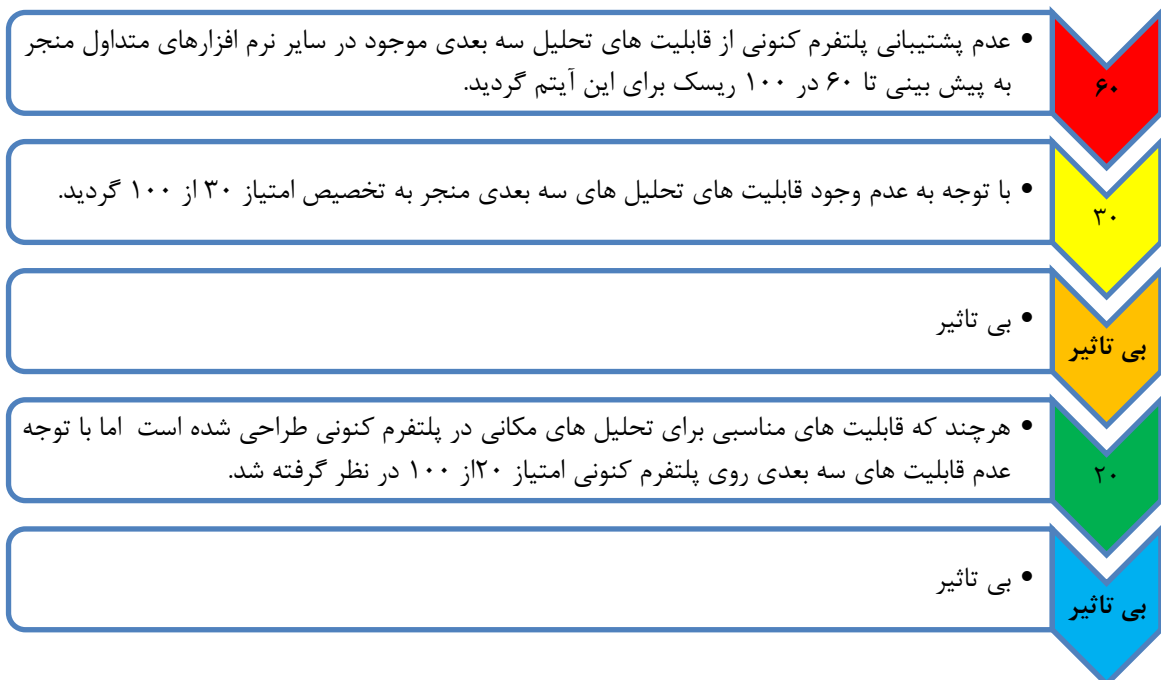 ۶۰
• عدم پشتیبانی پلتفرم کنونی از قابلیت های تحلیل سه بعدی موجود در سایر نرم افزارهای متداول منجر
به پیش بینی تا ۶۰ در ۱۰۰ ریسک برای این آیتم گردید.
۳۰
• با توجه به عدم وجود قابلیت های تحلیل های سه بعدی منجر به تخصیص امتیاز ۳۰ از ۱۰۰ گردید.
بی تاثیر
• بی تاثیر
۲۰
• هرچند که قابلیت های مناسبی برای تحلیل های مکانی در پلتفرم کنونی طراحی شده است اما با توجه
عدم قابلیت های سه بعدی روی پلتفرم کنونی امتیاز ۲۰از ۱۰۰ در نظر گرفته شد.
بی تاثیر
• بی تاثیر